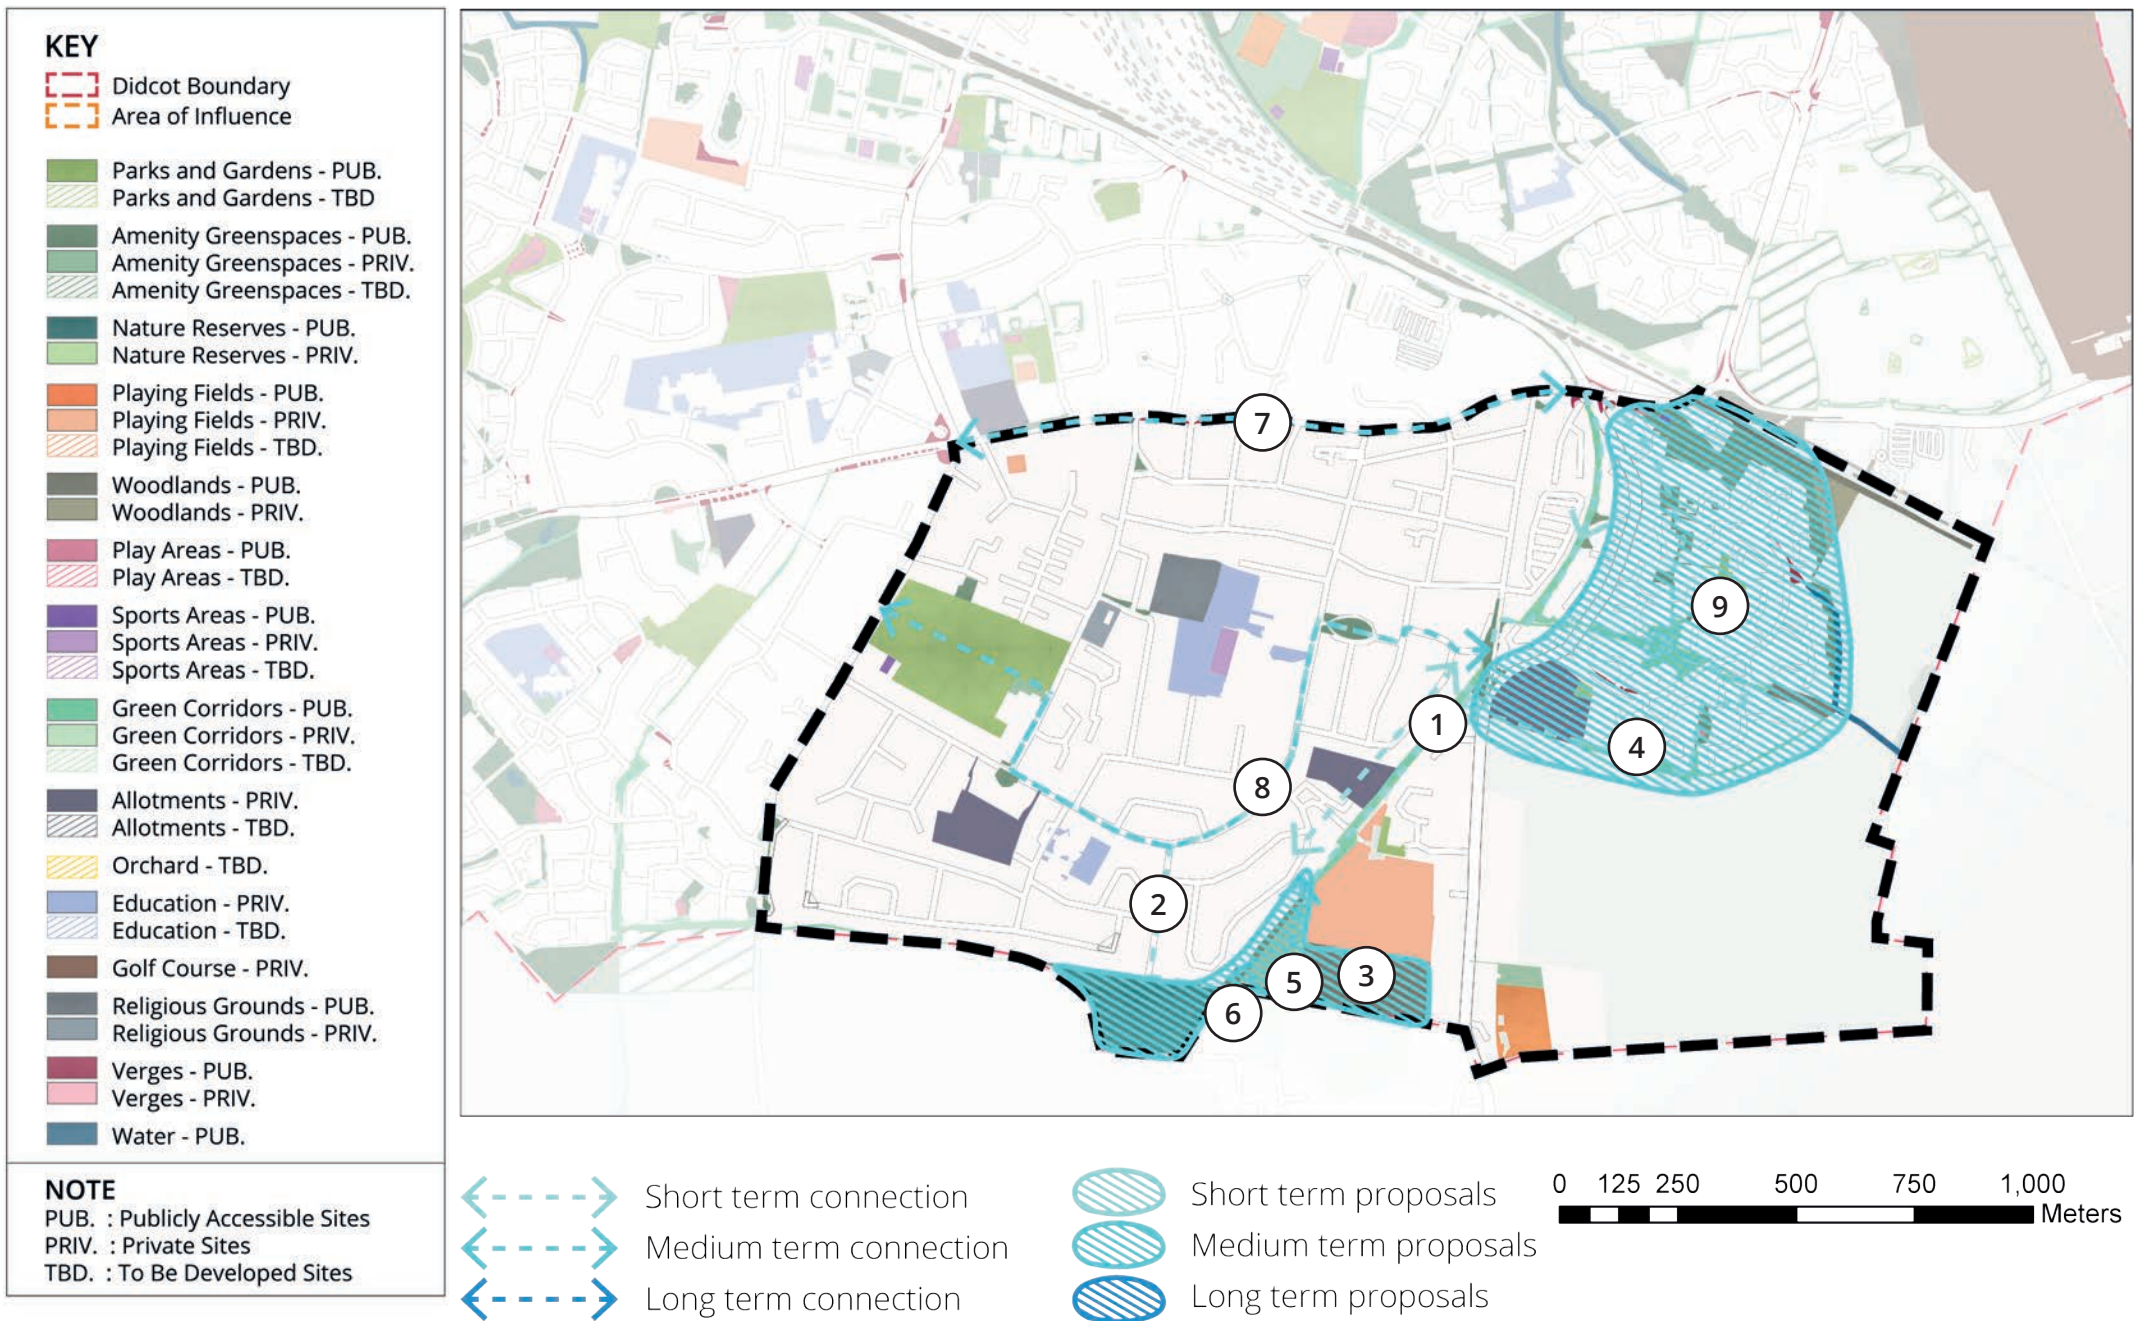 KEY
Didcot Boundary
Area of Influence
Parks and Gardens - PUB.
Parks and Gardens - TBD
Amenity Greenspaces - PUB.
Amenity Greenspaces - PRIV.
Amenity Greenspaces - TBD.
Nature Reserves - PUB.
Nature Reserves - PRIV.
Playing Fields - PUB.
Playing Fields - PRIV.
Playing Fields - TBD.
Woodlands - PUB.
Woodlands - PRIV.
Play Areas - PUB.
Play Areas - TBD.
Sports Areas - PUB.
Sports Areas - PRIV.
Sports Areas - TBD.
Green Corridors - PUB.
Green Corridors - PRIV.
Green Corridors - TBD.
Allotments - PRIV.
Allotments - TBD.
Orchard - TBD.
Education - PRIV.
Education - TBD.
Golf Course - PRIV.
Religious Grounds - PUB.
Religious Grounds - PRIV.
Verges - PUB.
Verges - PRIV.
Water - PUB.
NOTE
PUB. : Publicly Accessible Sites
PRIV. : Private Sites
TBD. : To Be Developed Sites
7
9
1
4
8
2
5
3
6
Short term connection
Medium term connection
Long term connection
Short term proposals
Medium term proposals
Long term proposals
0 125 250 500 750 1,000
Meters